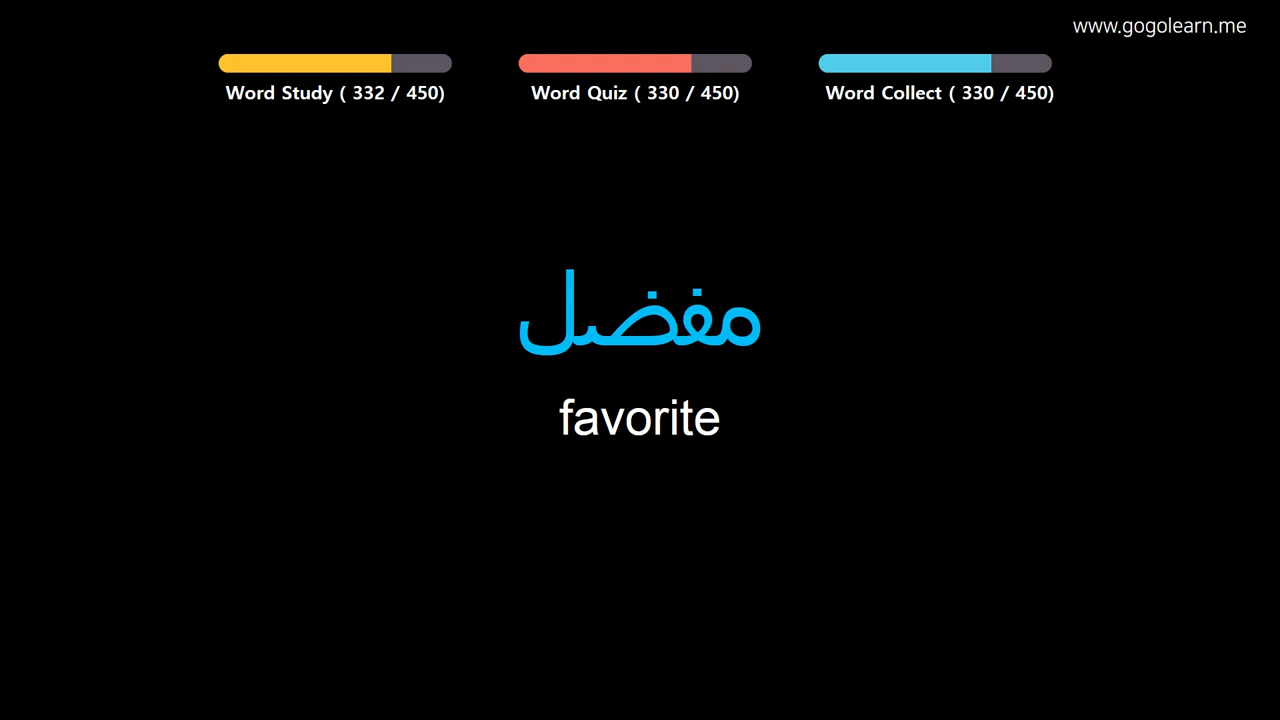 www.gogolearn.me
Word Study ( 332 / 450)
Word Quiz ( 330 / 450)
Word Collect ( 330 / 450)
مفضل
favorite